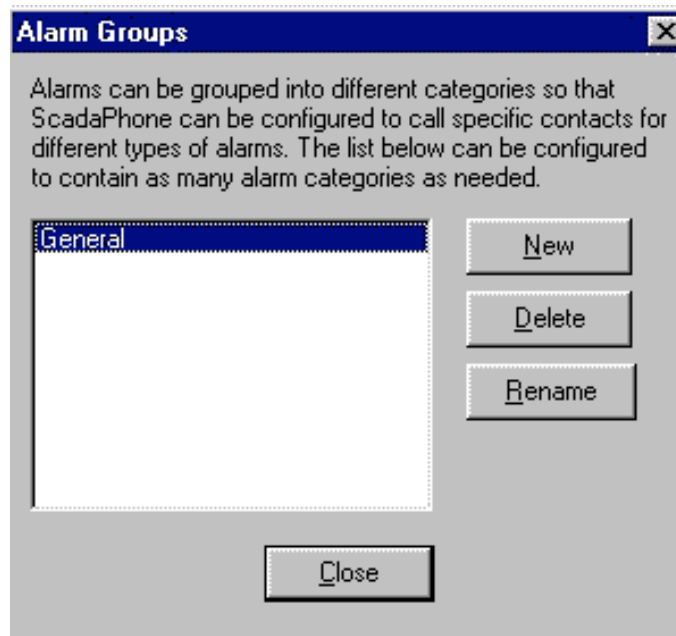 Alarm Groups
Alarms can be grouped into different categories so that
ScadaPhone can be configured to call specific contacts for
different types of alarms. The list below can be configured
to contain as many alarm categories as needed.
General
New
Delete
Rename
Close